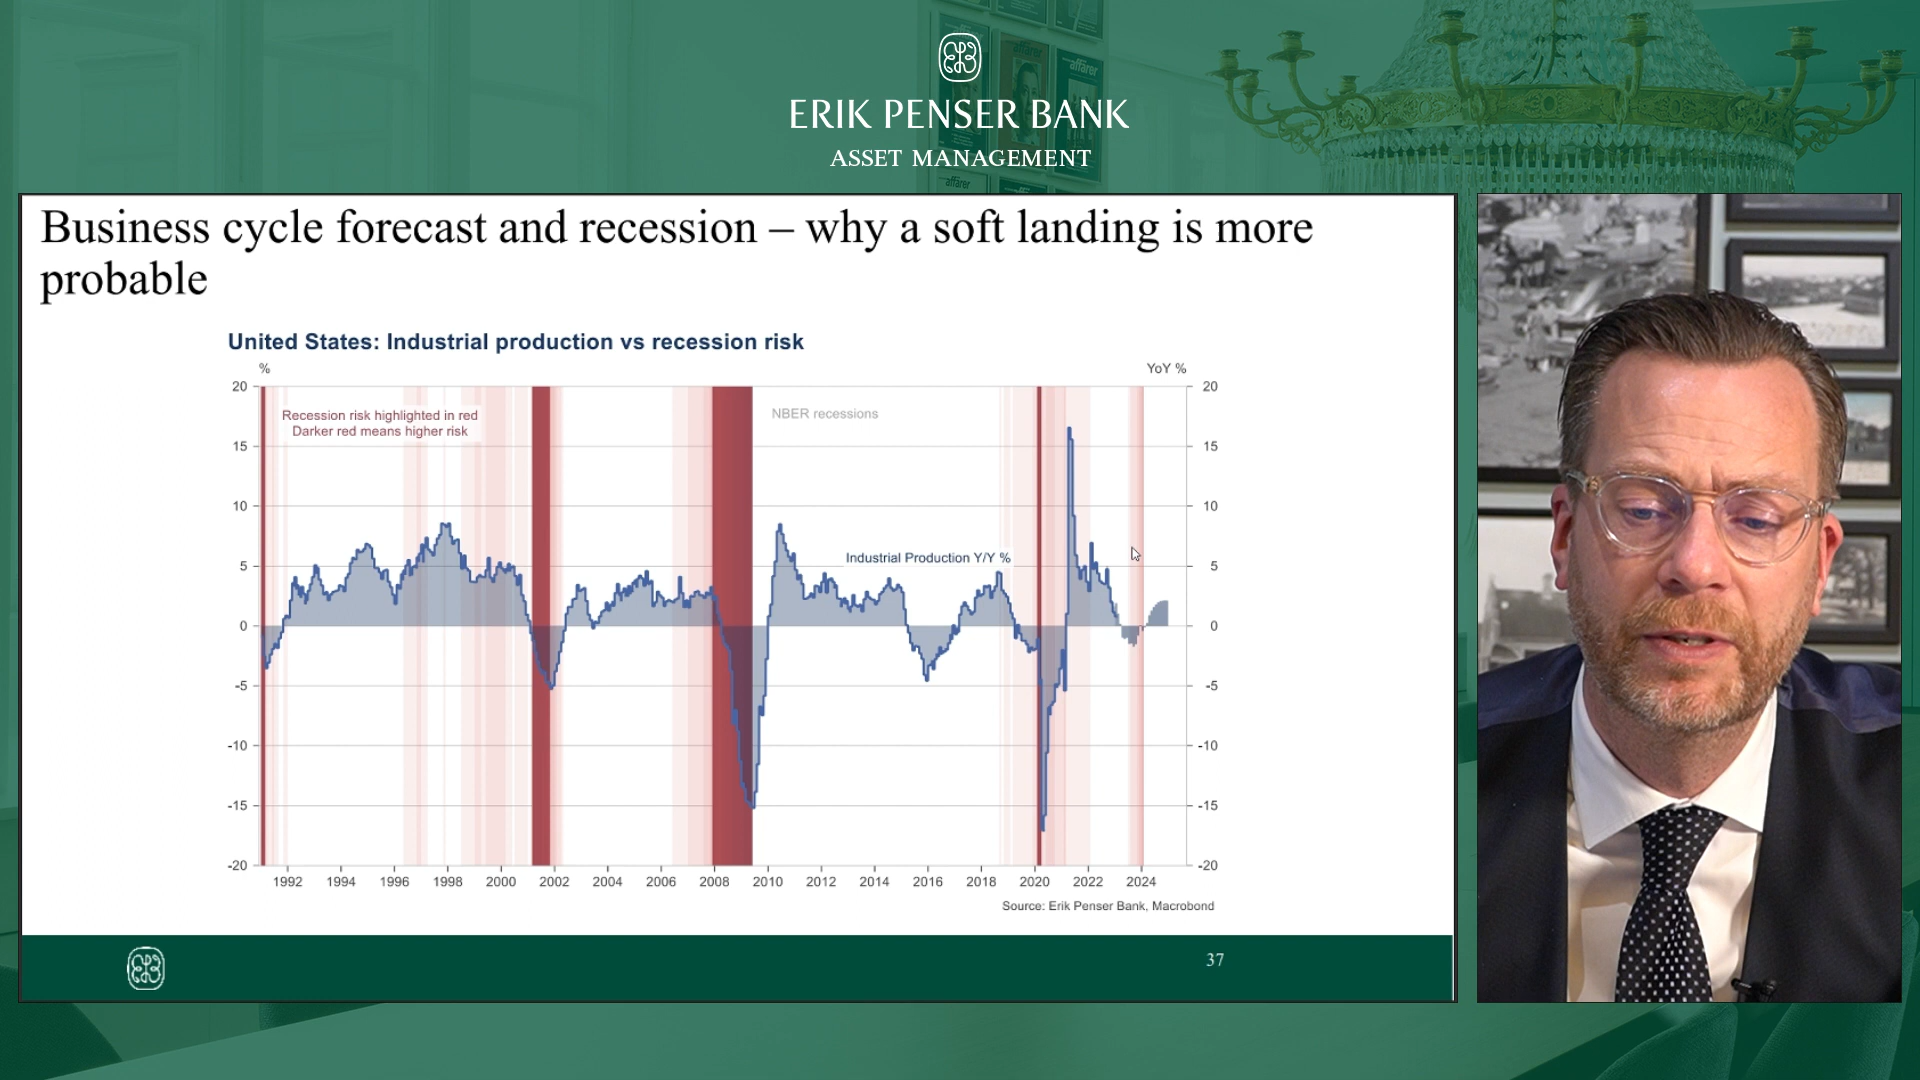 affärer
affärer
ERIK PENSER BANK
ASSET MANAGEMENT
affärer
Business cycle forecast and recession – why a soft landing is more
probable
United States: Industrial production vs recession risk
% YoY %
20 20
Recession risk highlighted in red NBER recessions
Darker red means higher risk
15 15
10 10
Industrial Production Y/Y %
5 5
0 0
-5 -5
-10 -10
-15 -15
-20 -20
1992 1994 1996 1998 2000 2002 2004 2006 2008 2010 2012 2014 2016 2018 2020 2022 2024
Source: Erik Penser Bank, Macrobond
37